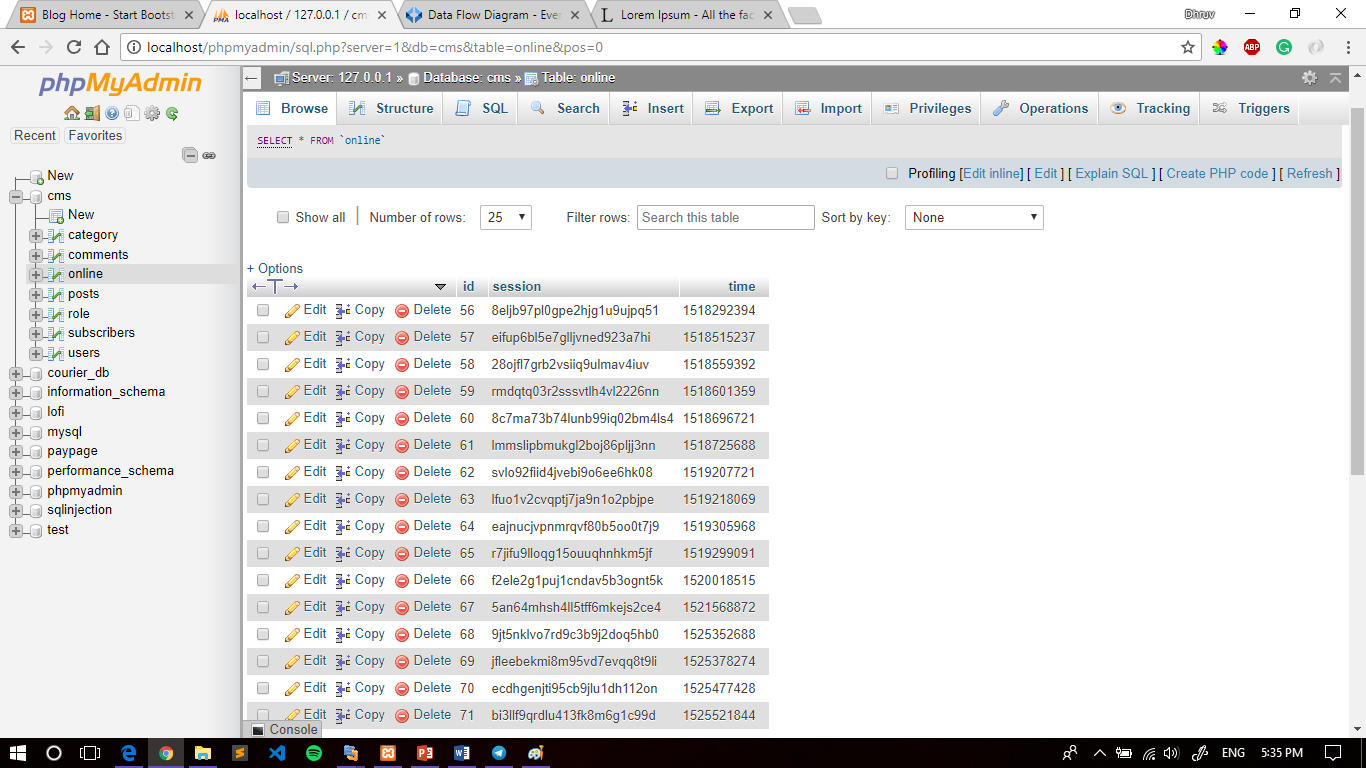 Blog Home - Start Bootst
localhost / 127.0.0.1 / cms
Data Flow Diagram - Ever
Lorem Ipsum - All the fac
Dhruv
localhost/phpmyadmin/sql.php?server=1&db=cms&table=online&pos=0
ABP
phpMyAdmin
Recent Favorites
New
cms
New
category
comments
online
posts
role
subscribers
users
courier_db
information_schema
lofi
mysql
paypage
performance_schema
phpmyadmin
sqlinjection
test
Server: 127.0.0.1 » Database: cms » Table: online
Browse Structure SQL Search Insert Export Import Privileges Operations Tracking Triggers
SELECT * FROM `online`
Profiling [Edit inline] [ Edit ] [ Explain SQL ] [ Create PHP code ] [ Refresh ]
Show all Number of rows: 25 Filter rows: Search this table Sort by key: None
+ Options
id session time
Edit Copy Delete 56 8eljb97pl0gpe2hjg1u9ujpq51 1518292394
Edit Copy Delete 57 eifup6bl5e7glljvned923a7hi 1518515237
Edit Copy Delete 58 28ojfl7grb2vsiiq9ulmav4iuv 1518559392
Edit Copy Delete 59 rmdqtq03r2sssvtlh4vl2226nn 1518601359
Edit Copy Delete 60 8c7ma73b74lunb99iq02bm4ls4 1518696721
Edit Copy Delete 61 lmmslipbmukgl2boj86pljj3nn 1518725688
Edit Copy Delete 62 svlo92fiid4jvebi9o6ee6hk08 1519207721
Edit Copy Delete 63 lfuo1v2cvqptj7ja9n1o2pbjpe 1519218069
Edit Copy Delete 64 eajnucjvpnmrqvf80b5oo0t7j9 1519305968
Edit Copy Delete 65 r7jifu9lloqg15ouuqhnhkm5jf 1519299091
Edit Copy Delete 66 f2ele2g1puj1cndav5b3ognt5k 1520018515
Edit Copy Delete 67 5an64mhsh4ll5tff6mkejs2ce4 1521568872
Edit Copy Delete 68 9jt5nklvo7rd9c3b9j2doq5hb0 1525352688
Edit Copy Delete 69 jfleebekmi8m95vd7evqq8t9li 1525378274
Edit Copy Delete 70 ecdhgenjti95cb9jlu1dh112on 1525477428
Edit Copy Delete 71 bi3llf9qrdlu413fk8m6g1c99d 1525521844
Console
ENG 5:35 PM